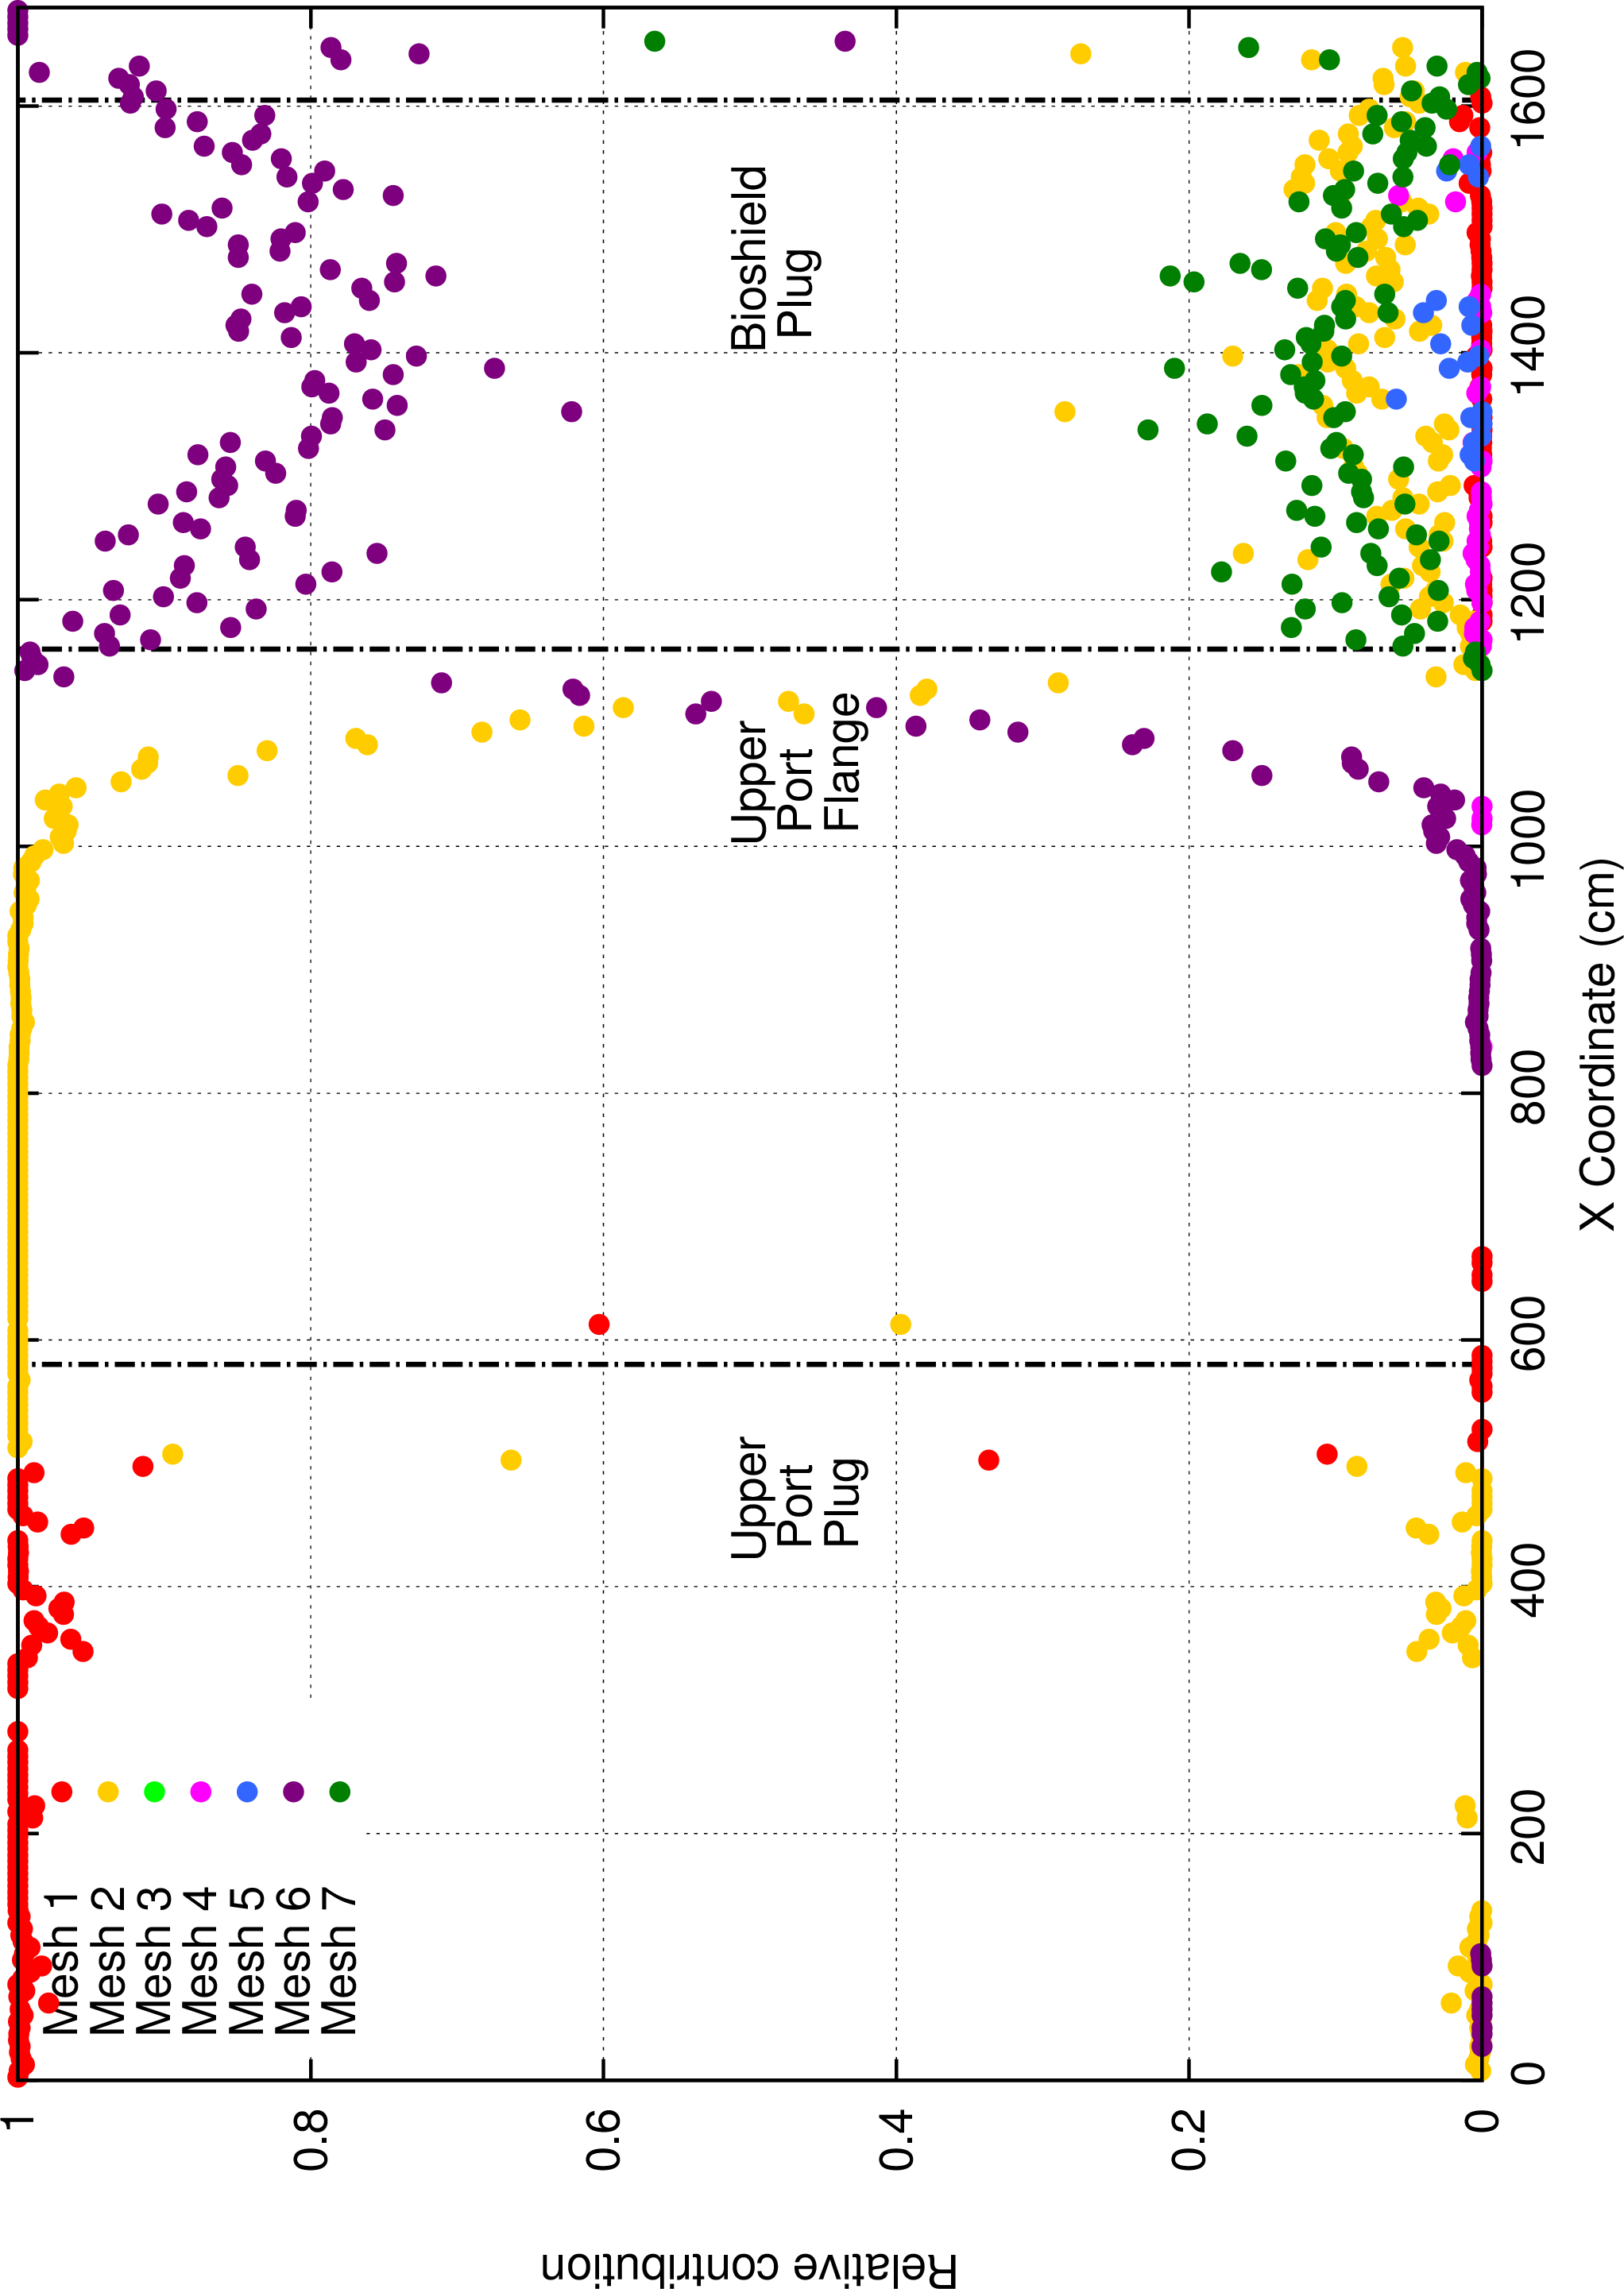 1
0.8
0.6
0.4
0.2
0
Relative contribution
0
200
400
600
800
1000
1200
1400
1600
X Coordinate (cm)
Mesh 1
Mesh 2
Mesh 3
Mesh 4
Mesh 5
Mesh 6
Mesh 7
Upper
Port
Plug
Upper
Port
Flange
Bioshield
Plug